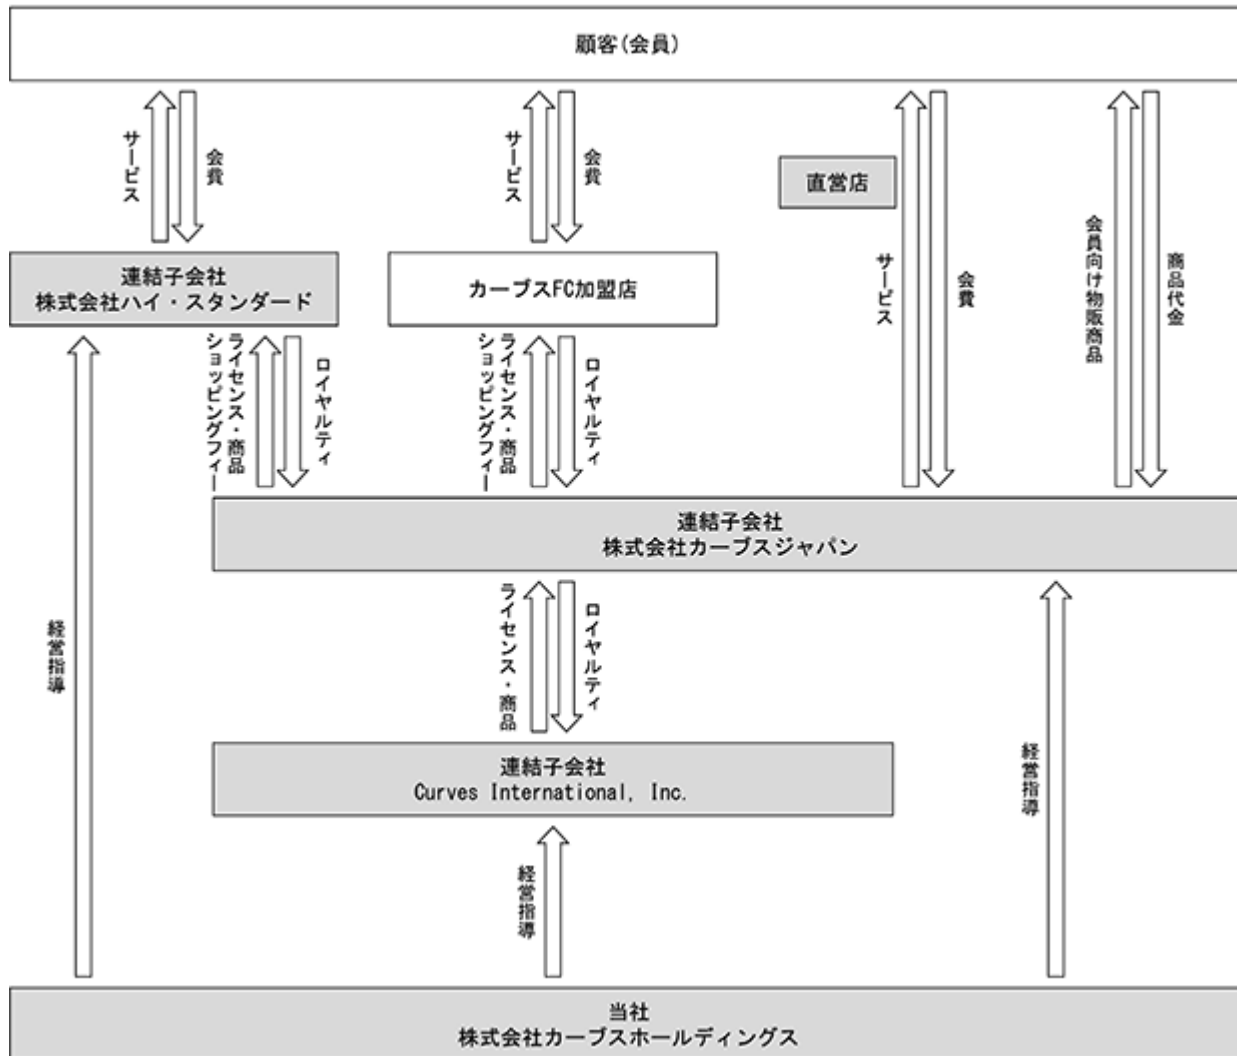 顧客(会員)
サービス
会費
サービス
会費
直営店
サービス
会費
会員向け物販商品
商品代金
連結子会社
株式会社ハイ・スタンダード
カーブスFC加盟店
ライセンス・商品
ショッピングフィー
ロイヤルティ
ライセンス・商品
ショッピングフィー
ロイヤルティ
連結子会社
株式会社カーブスジャパン
経営指導
ライセンス・商品
ロイヤルティ
連結子会社
Curves International, Inc.
経営指導
経営指導
当社
株式会社カーブスホールディングス